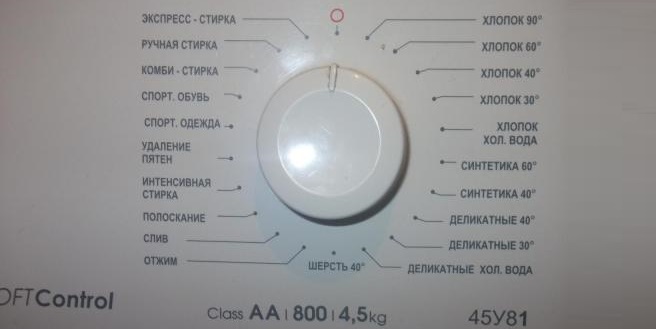 ЭКСПРЕСС - СТИРКА
РУЧНАЯ СТИРКА
КОМБИ - СТИРКА
СПОРТ. ОБУВЬ
СПОРТ. ОДЕЖДА
УДАЛЕНИЕ
ПЯТЕН
ИНТЕНСИВНАЯ
СТИРКА
ПОЛОСКАНИЕ
СЛИВ
ОТЖИМ
ШЕРСТЬ 40°
ХЛОПОК 90°
ХЛОПОК 60°
ХЛОПОК 40°
ХЛОПОК 30°
ХЛОПОК
ХОЛ. ВОДА
СИНТЕТИКА 60°
СИНТЕТИКА 40°
ДЕЛИКАТНЫЕ 40°
ДЕЛИКАТНЫЕ 30°
ДЕЛИКАТНЫЕ ХОЛ. ВОДА
OFTControl
Class AA | 800 | 4,5kg
45У81